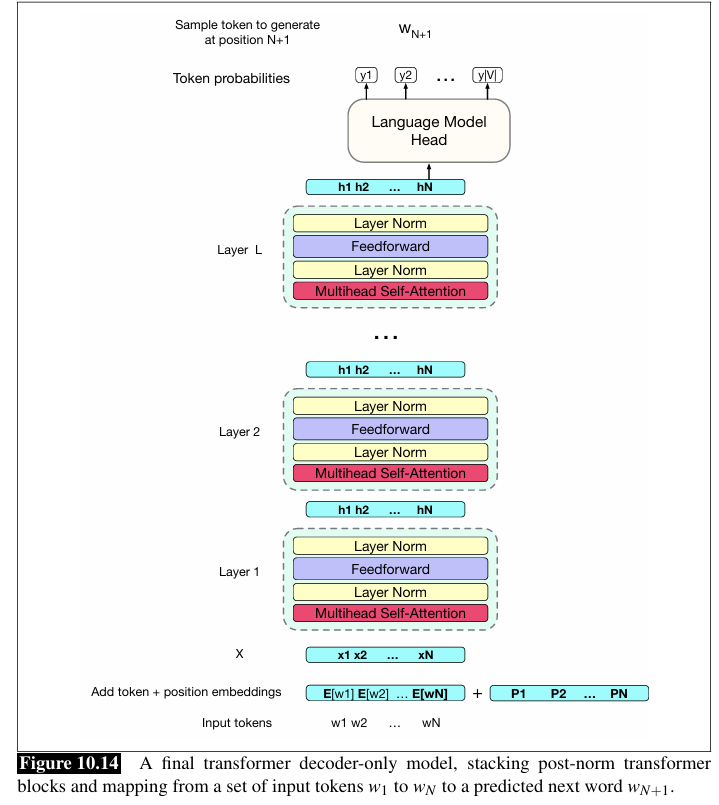 Sample token to generate
at position N+1
wN+1
Token probabilities
y1 y2 ... y|V|
Language Model
Head
h1 h2 ... hN
Layer L
Layer Norm
Feedforward
Layer Norm
Multihead Self-Attention
...
h1 h2 ... hN
Layer 2
Layer Norm
Feedforward
Layer Norm
Multihead Self-Attention
h1 h2 ... hN
Layer 1
Layer Norm
Feedforward
Layer Norm
Multihead Self-Attention
X x1 x2 ... xN
Add token + position embeddings E[w1] E[w2] ... E[wN] + P1 P2 ... PN
Input tokens w1 w2 ... wN
Figure 10.14 A final transformer decoder-only model, stacking post-norm transformer
blocks and mapping from a set of input tokens w1 to wN to a predicted next word wN+1.